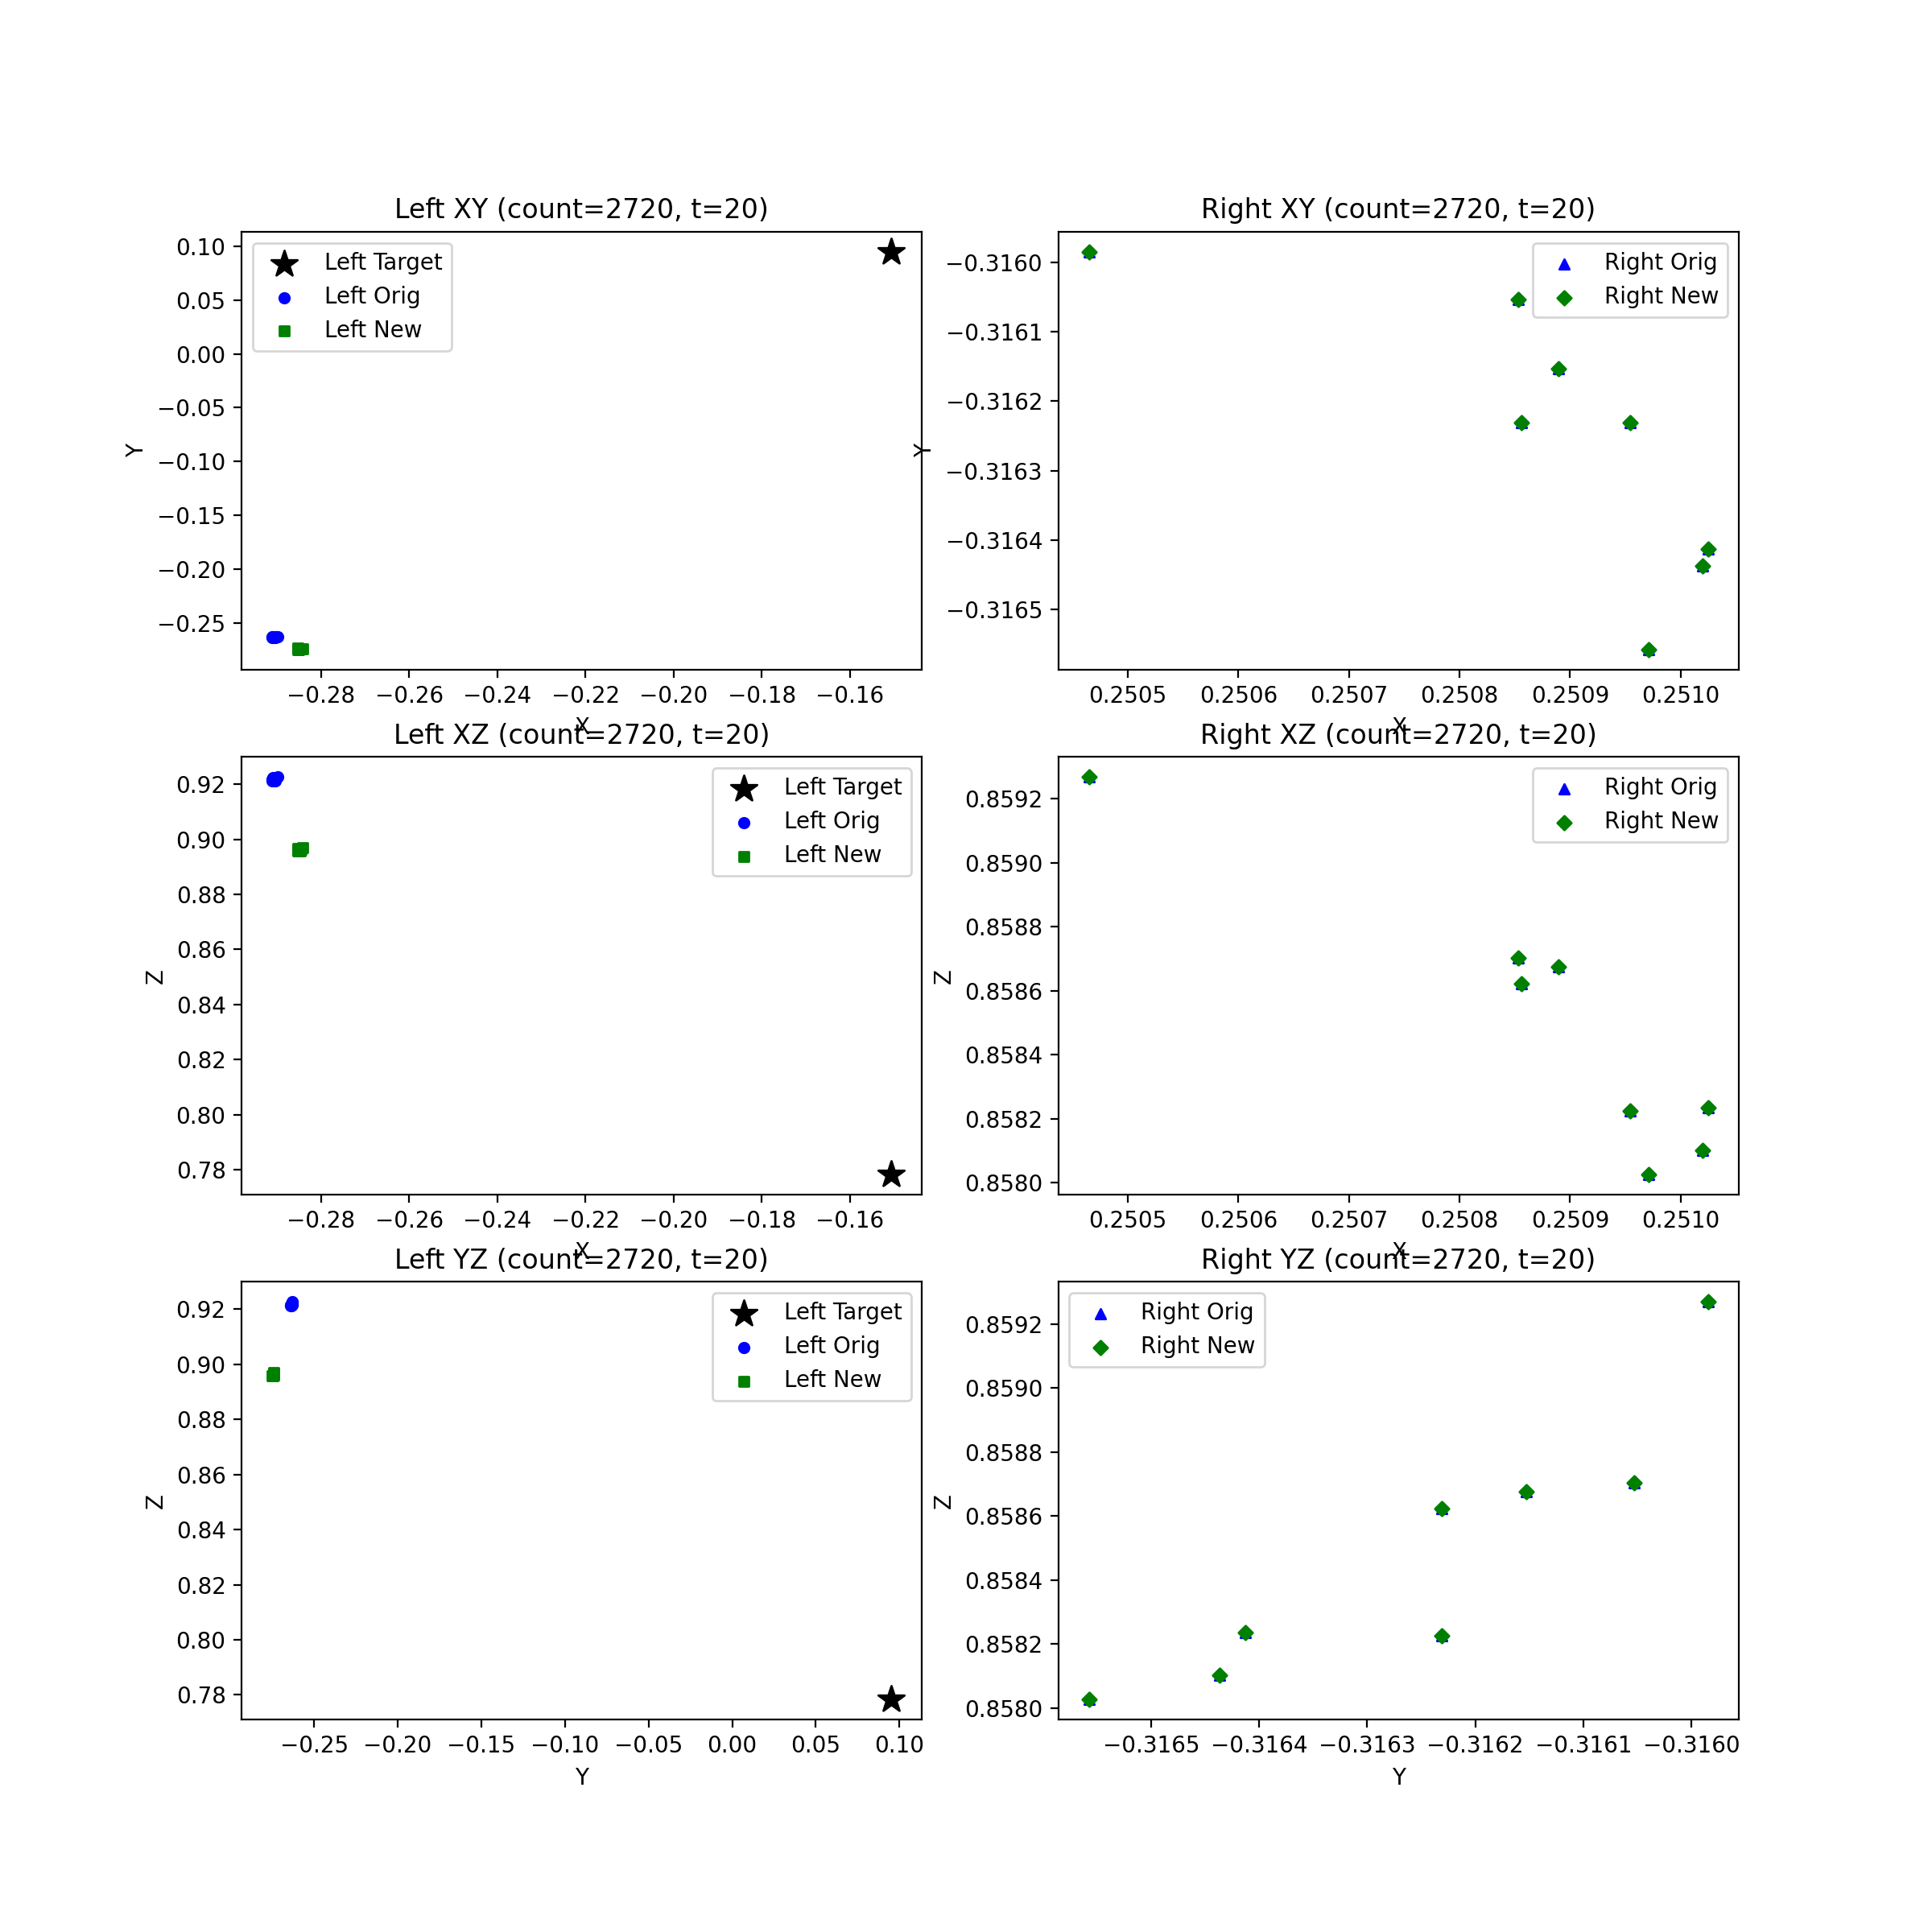 Left XY (count=2720, t=20)
Left Target
Left Orig
Left New
0.10
0.05
0.00
−0.05
−0.10
−0.15
−0.20
−0.25
Y
−0.28 −0.26 −0.24 −0.22 −0.20 −0.18 −0.16
X
Right XY (count=2720, t=20)
Right Orig
Right New
−0.3160
−0.3161
−0.3162
−0.3163
−0.3164
−0.3165
Y
0.2505 0.2506 0.2507 0.2508 0.2509 0.2510
X
Left XZ (count=2720, t=20)
Left Target
Left Orig
Left New
0.92
0.90
0.88
0.86
0.84
0.82
0.80
0.78
Z
−0.28 −0.26 −0.24 −0.22 −0.20 −0.18 −0.16
X
Right XZ (count=2720, t=20)
Right Orig
Right New
0.8592
0.8590
0.8588
0.8586
0.8584
0.8582
0.8580
Z
0.2505 0.2506 0.2507 0.2508 0.2509 0.2510
X
Left YZ (count=2720, t=20)
Left Target
Left Orig
Left New
0.92
0.90
0.88
0.86
0.84
0.82
0.80
0.78
Z
−0.25 −0.20 −0.15 −0.10 −0.05 0.00 0.05 0.10
Y
Right YZ (count=2720, t=20)
Right Orig
Right New
0.8592
0.8590
0.8588
0.8586
0.8584
0.8582
0.8580
Z
−0.3165 −0.3164 −0.3163 −0.3162 −0.3161 −0.3160
Y